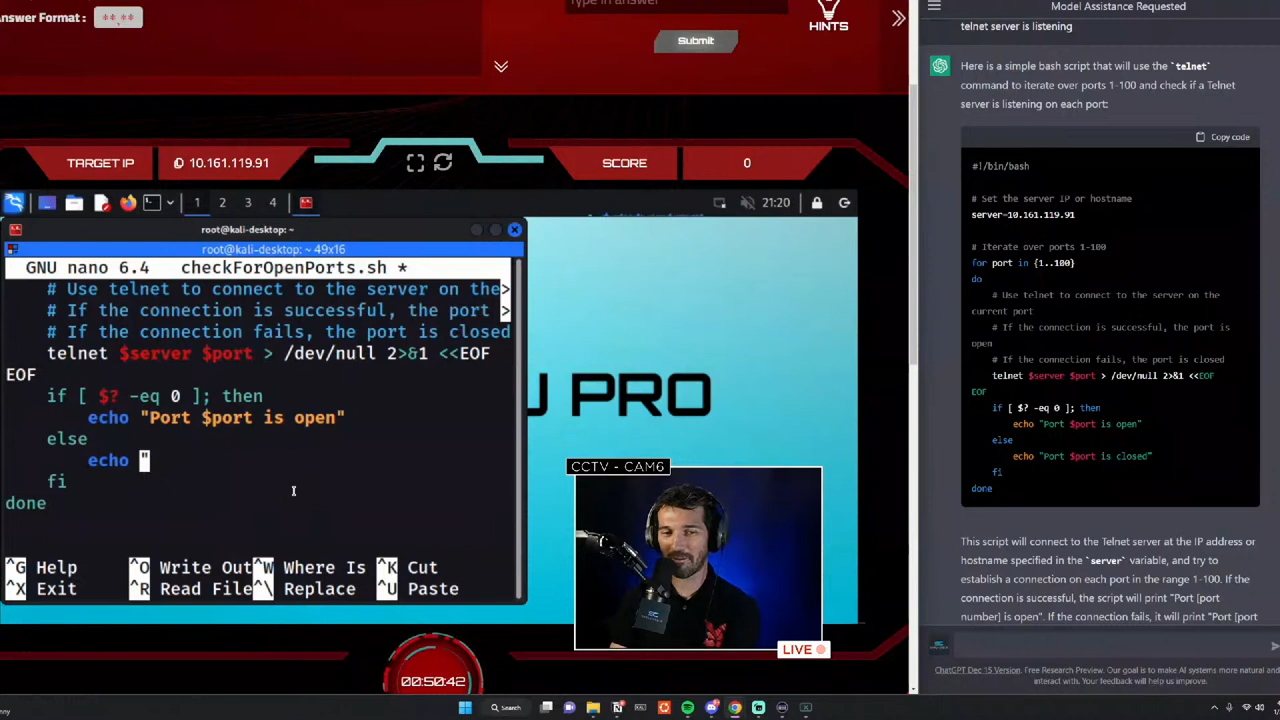 Answer Format : **.**
Type in answer
HINTS
Submit
TARGET IP
10.161.119.91
SCORE
0
1 2 3 4
21:20
root@kali-desktop: ~
root@kali-desktop: ~ 49x16
GNU nano 6.4 checkForOpenPorts.sh *
# Use telnet to connect to the server on the>
# If the connection is successful, the port >
# If the connection fails, the port is closed
telnet $server $port > /dev/null 2>&1 <<EOF
EOF
if [ $? -eq 0 ]; then
echo "Port $port is open"
else
echo "
fi
done
^G Help ^O Write Out ^W Where Is ^K Cut
^X Exit ^R Read File ^\ Replace ^U Paste
U PRO
CCTV - CAM6
LIVE
00:50:42
Model Assistance Requested
telnet server is listening
Here is a simple bash script that will use the `telnet`
command to iterate over ports 1-100 and check if a Telnet
server is listening on each port:
Copy code
#!/bin/bash
# Set the server IP or hostname
server=10.161.119.91
# Iterate over ports 1-100
for port in {1..100}
do
# Use telnet to connect to the server on the
current port
# If the connection is successful, the port is
open
# If the connection fails, the port is closed
telnet $server $port > /dev/null 2>&1 <<EOF
EOF
if [ $? -eq 0 ]; then
echo "Port $port is open"
else
echo "Port $port is closed"
fi
done
This script will connect to the Telnet server at the IP address or
hostname specified in the `server` variable, and try to
establish a connection on each port in the range 1-100. If the
connection is successful, the script will print "Port [port
number] is open". If the connection fails, it will print "Port [port
ChatGPT Dec 15 Version. Free Research Preview. Our goal is to make AI systems more natural and
interact with. Your feedback will help us improve.
nny
Search